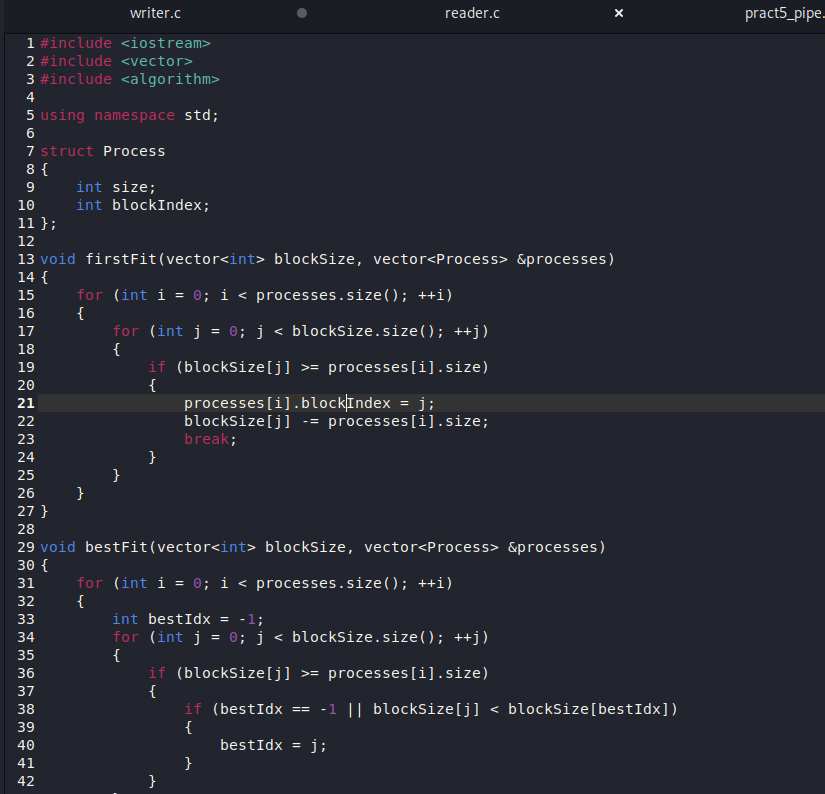 writer.c reader.c × pract5_pipe.
1 #include <iostream>
2 #include <vector>
3 #include <algorithm>
4
5 using namespace std;
6
7 struct Process
8 {
9     int size;
10     int blockIndex;
11 };
12
13 void firstFit(vector<int> blockSize, vector<Process> &processes)
14 {
15     for (int i = 0; i < processes.size(); ++i)
16     {
17         for (int j = 0; j < blockSize.size(); ++j)
18         {
19             if (blockSize[j] >= processes[i].size)
20             {
21                 processes[i].blockIndex = j;
22                 blockSize[j] -= processes[i].size;
23                 break;
24             }
25         }
26     }
27 }
28
29 void bestFit(vector<int> blockSize, vector<Process> &processes)
30 {
31     for (int i = 0; i < processes.size(); ++i)
32     {
33         int bestIdx = -1;
34         for (int j = 0; j < blockSize.size(); ++j)
35         {
36             if (blockSize[j] >= processes[i].size)
37             {
38                 if (bestIdx == -1 || blockSize[j] < blockSize[bestIdx])
39                 {
40                     bestIdx = j;
41                 }
42             }